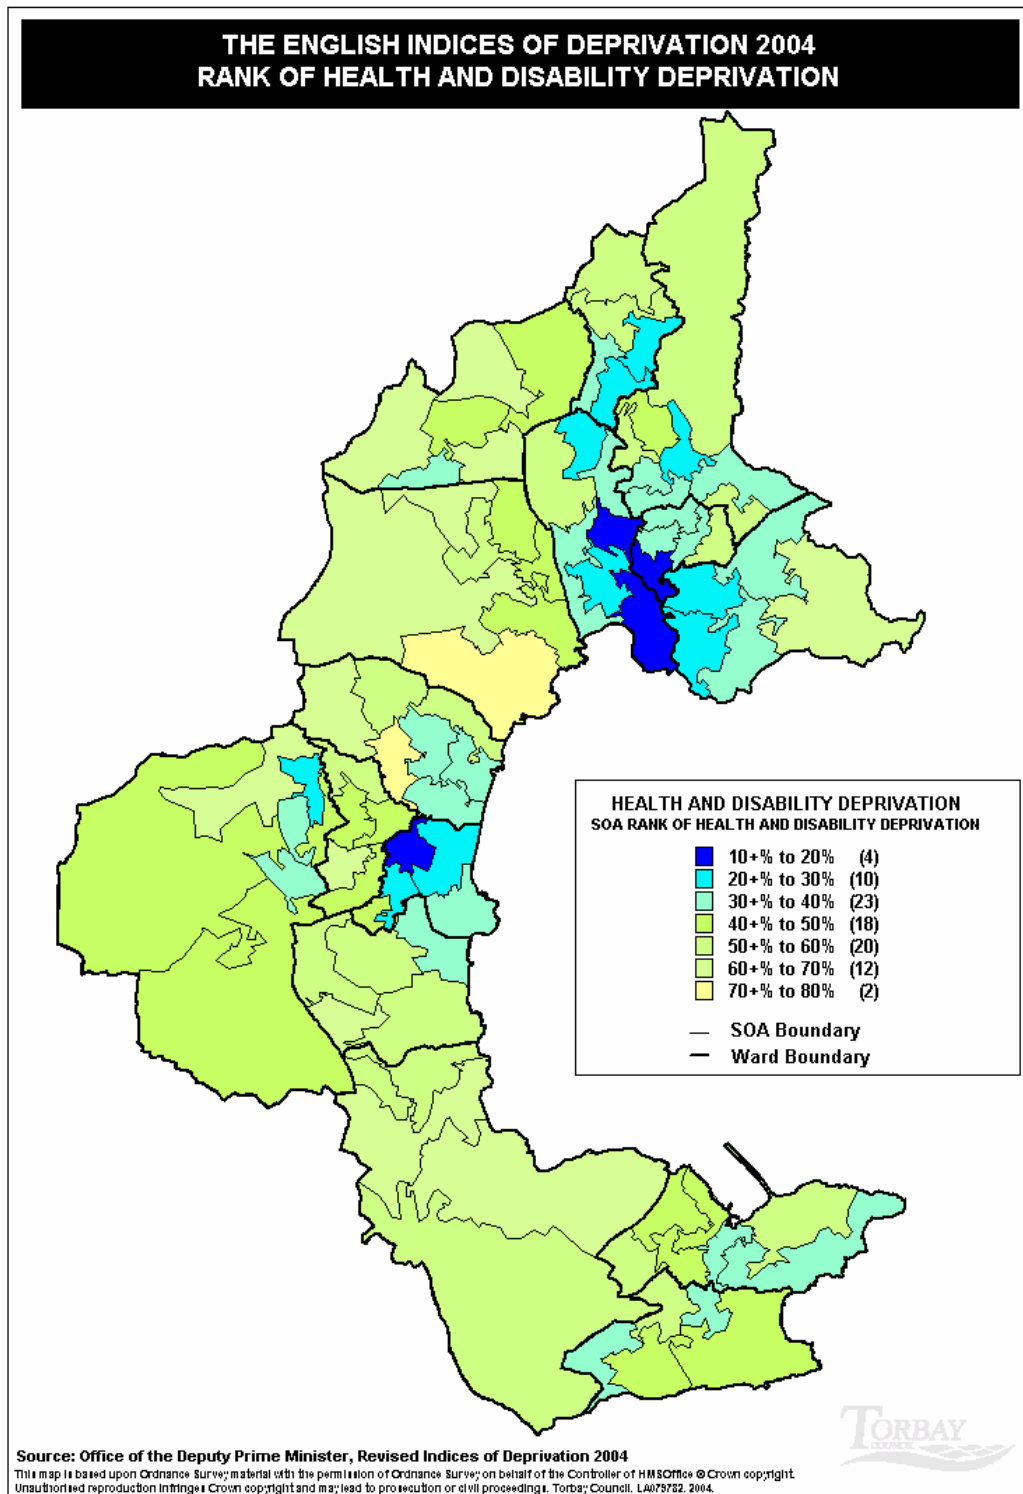 THE ENGLISH INDICES OF DEPRIVATION 2004
RANK OF HEALTH AND DISABILITY DEPRIVATION
HEALTH AND DISABILITY DEPRIVATION
SOA RANK OF HEALTH AND DISABILITY DEPRIVATION
10+% to 20% (4)
20+% to 30% (10)
30+% to 40% (23)
40+% to 50% (18)
50+% to 60% (20)
60+% to 70% (12)
70+% to 80% (2)
SOA Boundary
Ward Boundary
TORBAY
COUNCIL
Source: Office of the Deputy Prime Minister, Revised Indices of Deprivation 2004
This map is based upon Ordnance Survey material with the permission of Ordnance Survey on behalf of the Controller of HMSOffice © Crown copyright.
Unauthorised reproduction infringes Crown copyright and may lead to prosecution or civil proceedings. Torbay Council. LA079782. 2004.